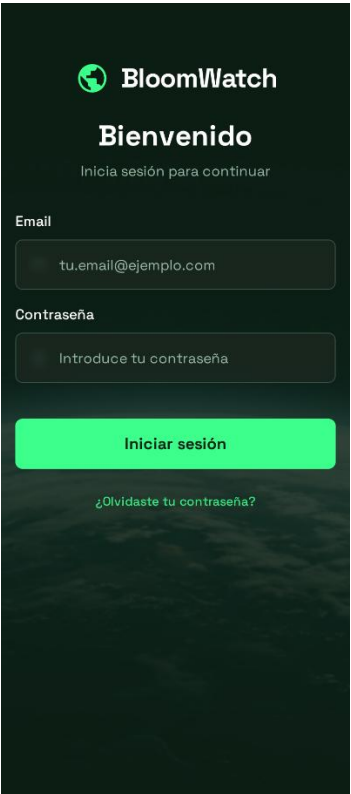 BloomWatch
Bienvenido
Inicia sesión para continuar
Email
tu.email@ejemplo.com
Contraseña
Introduce tu contraseña
Iniciar sesión
¿Olvidaste tu contraseña?